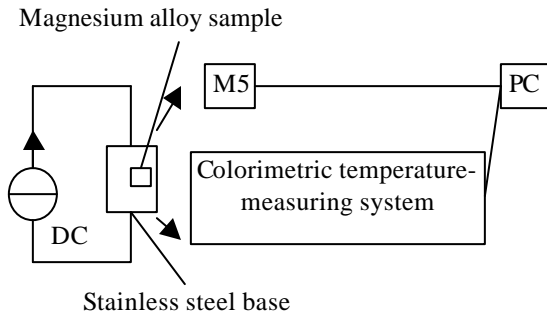 Magnesium alloy sample
M5
PC
Colorimetric temperature-
measuring system
DC
Stainless steel base